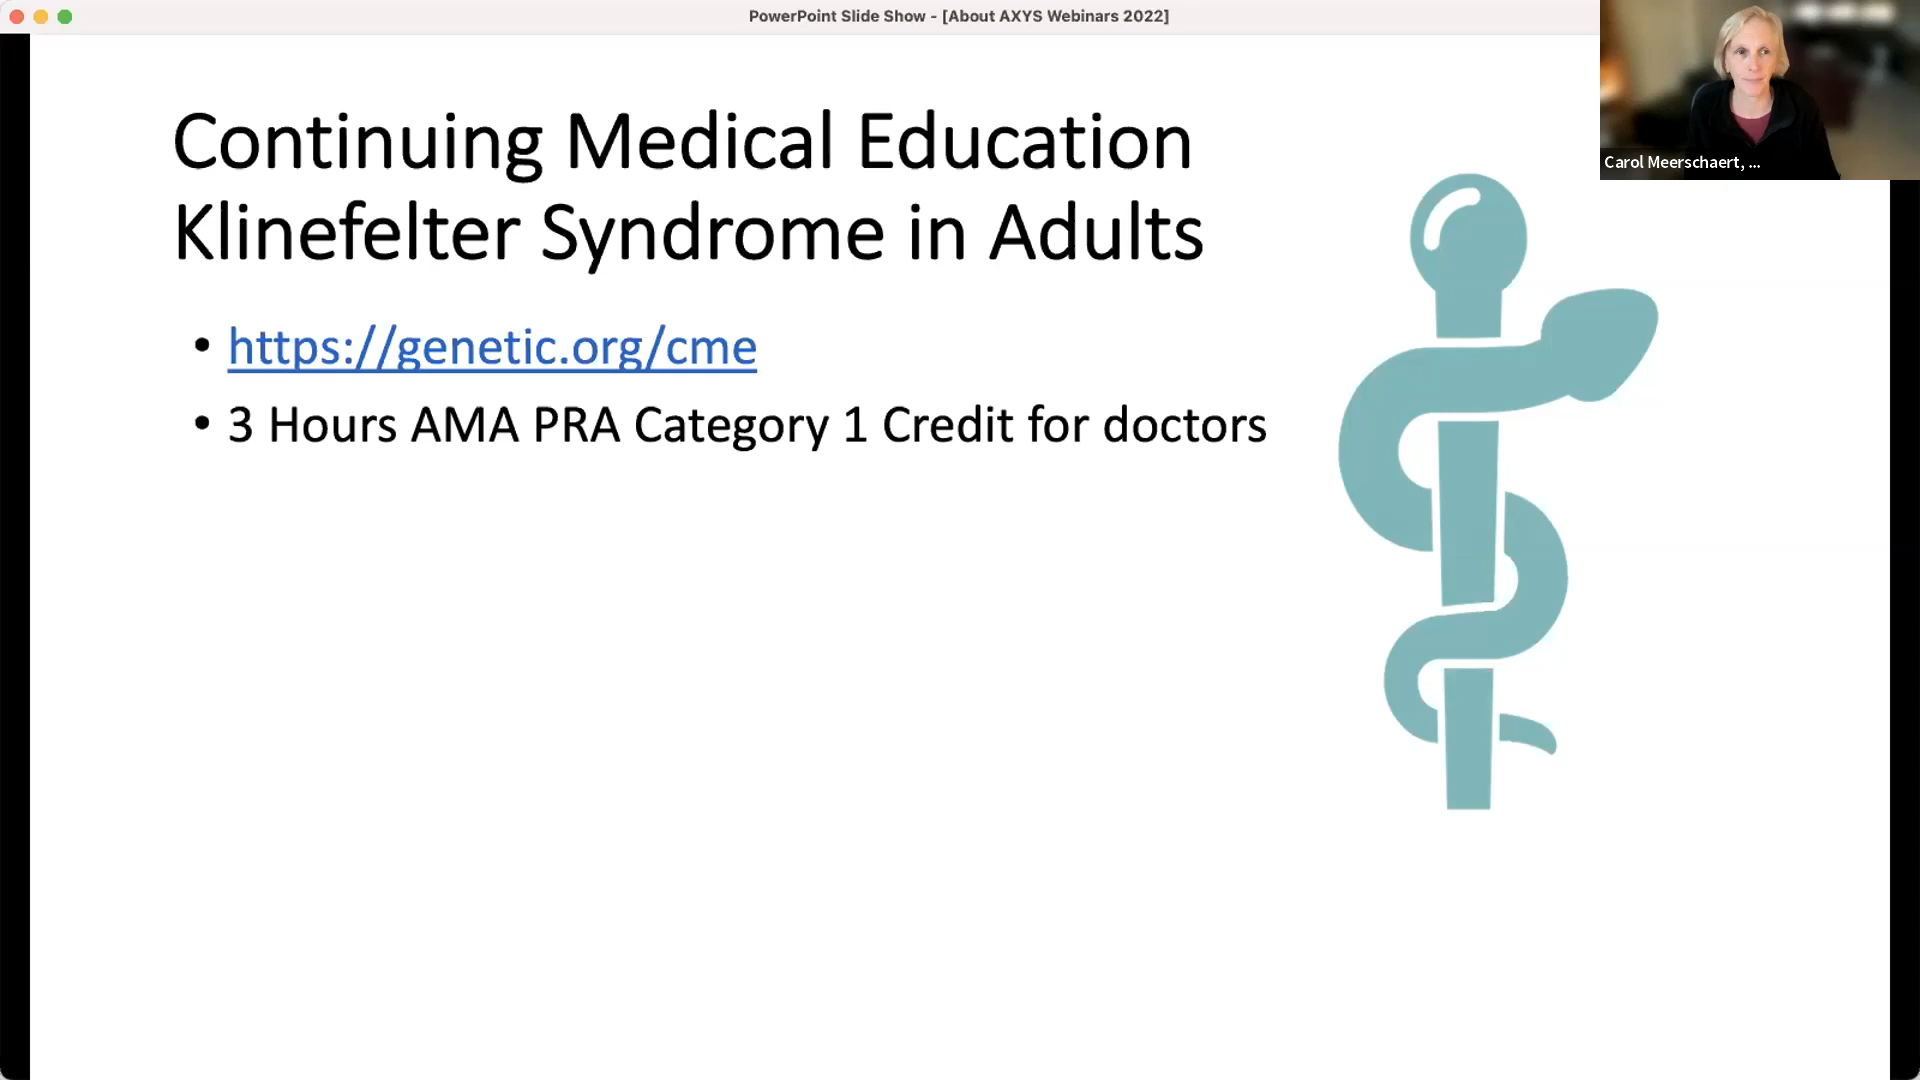 PowerPoint Slide Show - [About AXYS Webinars 2022]
Carol Meerschaert, ...
Continuing Medical Education
Klinefelter Syndrome in Adults
• https://genetic.org/cme
• 3 Hours AMA PRA Category 1 Credit for doctors